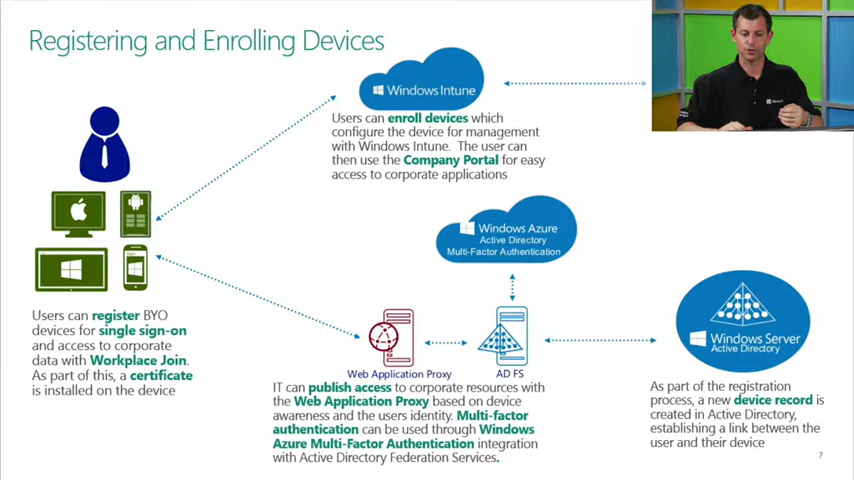 Registering and Enrolling Devices
Windows Intune
Users can enroll devices which
configure the device for management
with Windows Intune. The user can
then use the Company Portal for easy
access to corporate applications
Windows Azure
Active Directory
Multi-Factor Authentication
Start
Users can register BYO
devices for single sign-on
and access to corporate
data with Workplace Join.
As part of this, a certificate
is installed on the device
Web Application Proxy
AD FS
IT can publish access to corporate resources with
the Web Application Proxy based on device
awareness and the users identity. Multi-factor
authentication can be used through Windows
Azure Multi-Factor Authentication integration
with Active Directory Federation Services.
Windows Server
Active Directory
As part of the registration
process, a new device record is
created in Active Directory,
establishing a link between the
user and their device
7